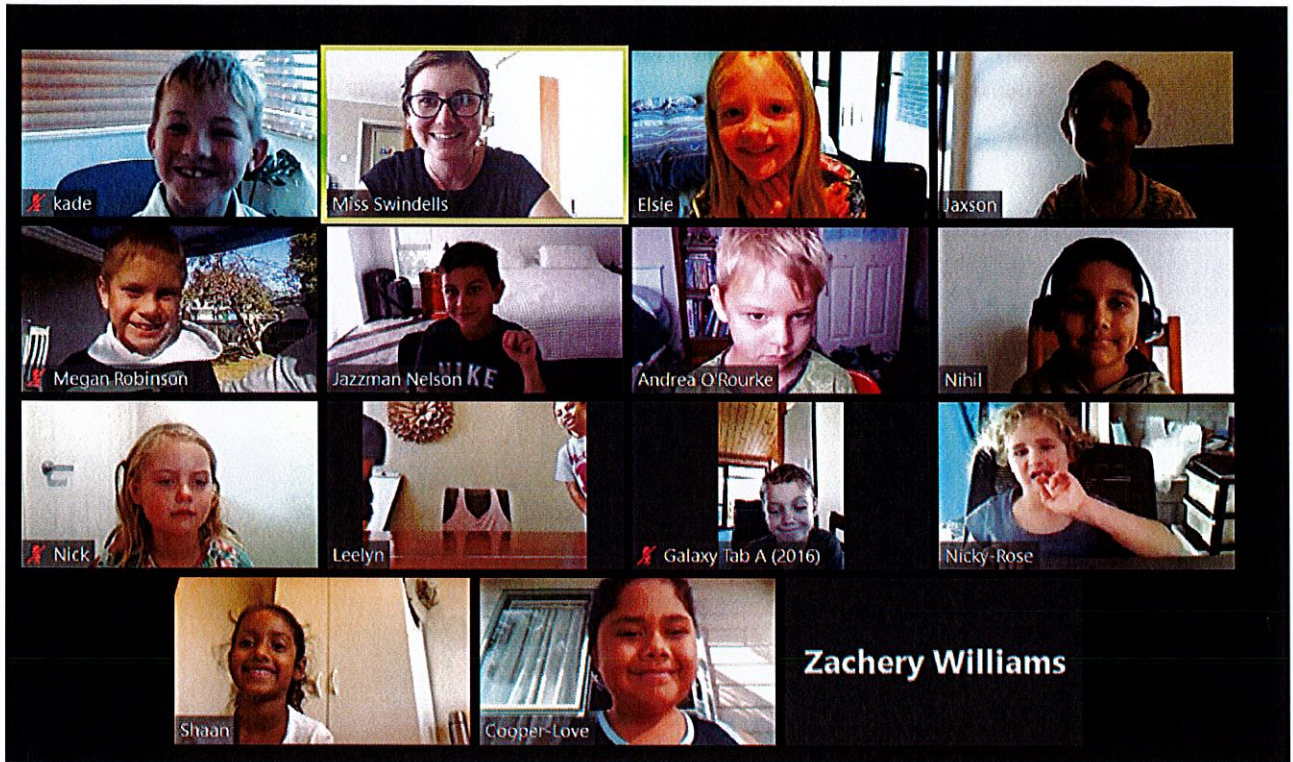 kade
Miss Swindells
Elsie
Jaxson
Megan Robinson
Jazzman Nelson
NIKE
Andrea O'Rourke
Nihil
Nick
Leelyn
Galaxy Tab A (2016)
Nicky-Rose
Shaan
Cooper-Love
Zachery Williams